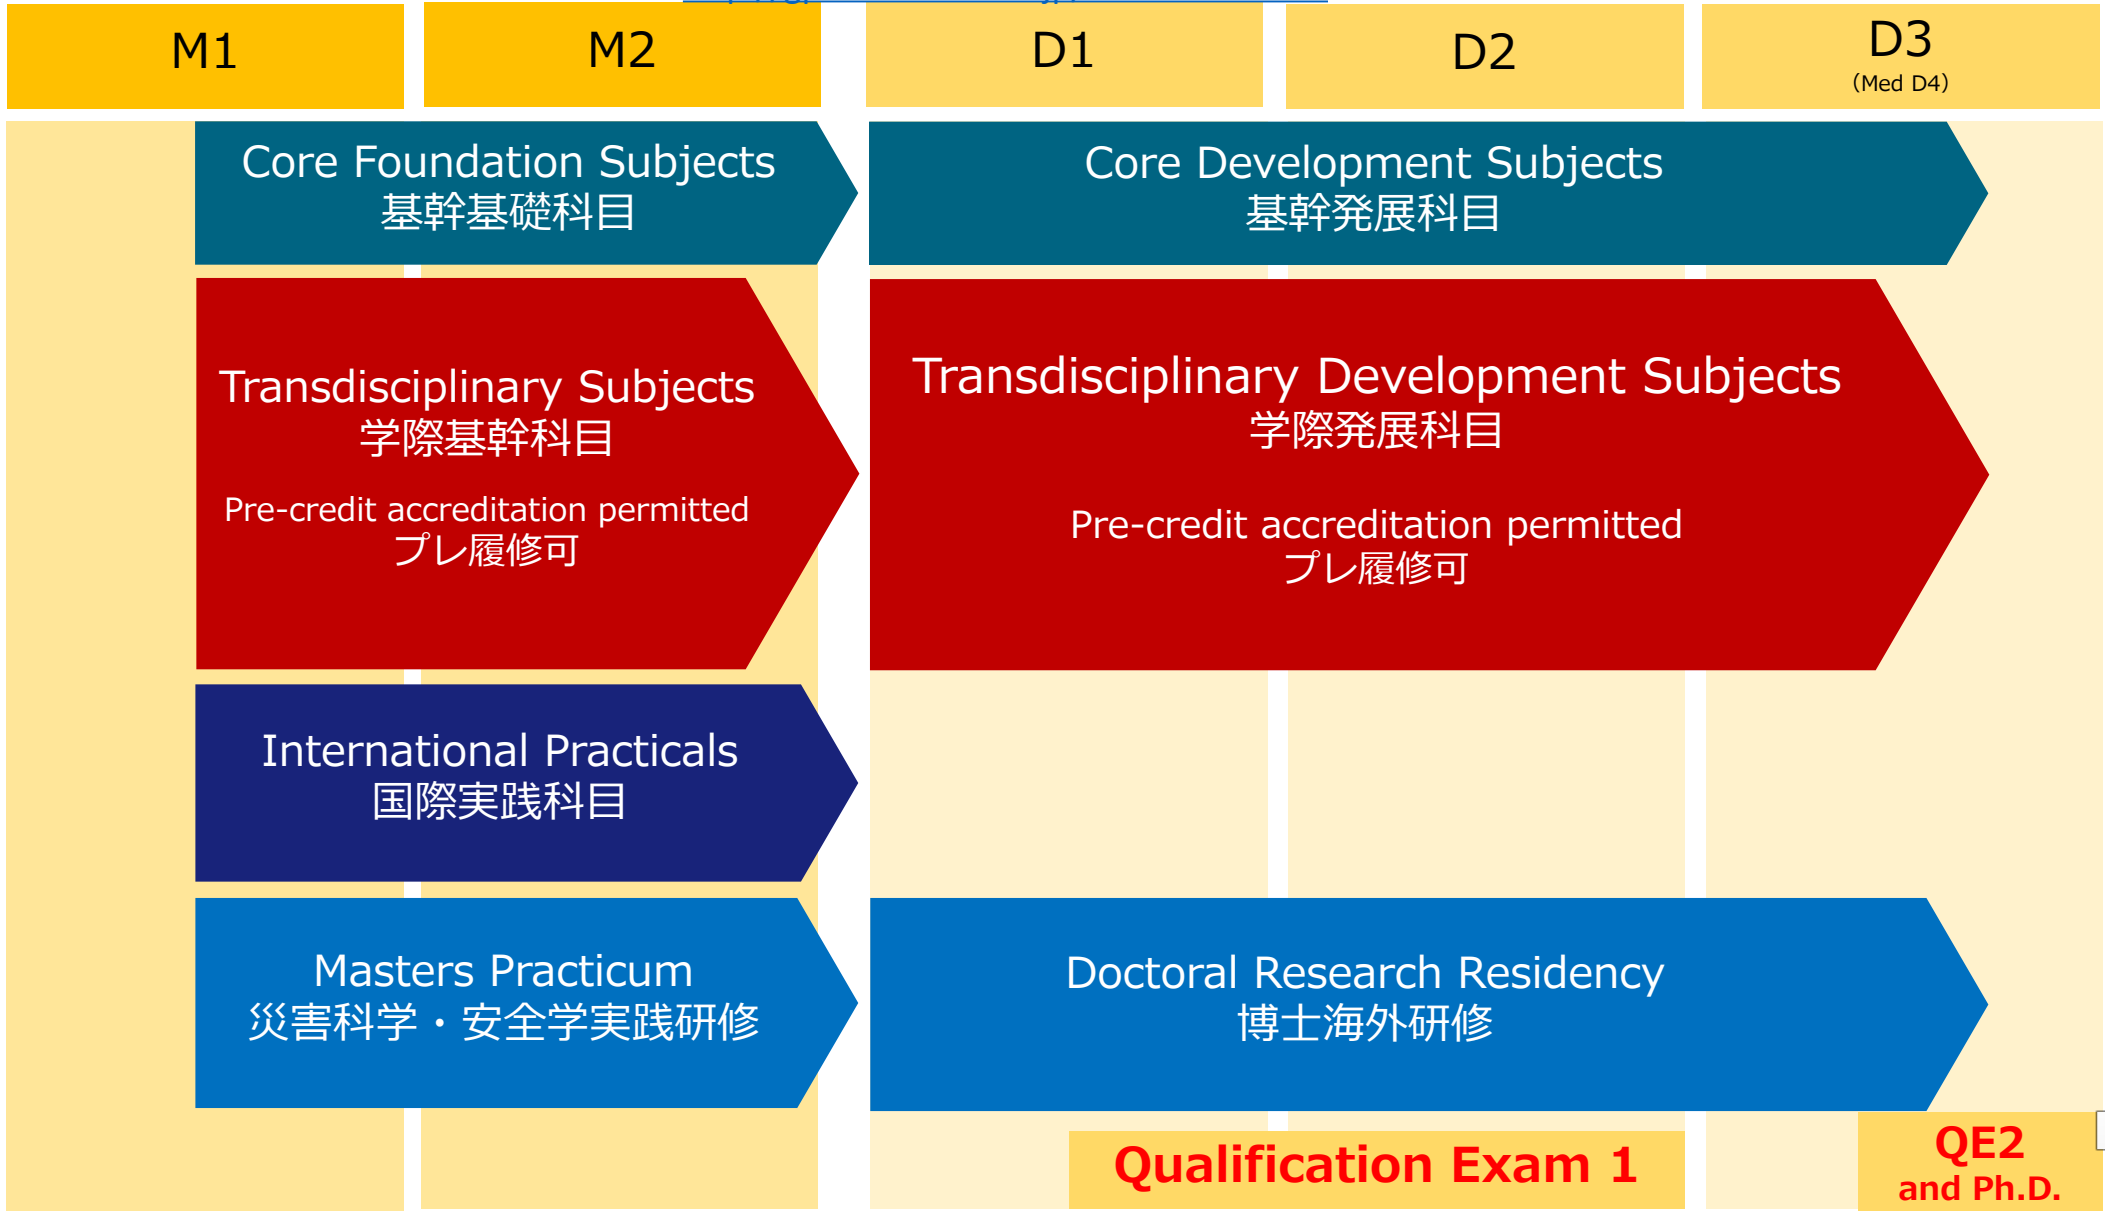 M1
M2
D1
D2
D3
(Med D4)
Core Foundation Subjects
基幹基礎科目
Core Development Subjects
基幹発展科目
Transdisciplinary Subjects
学際基幹科目
Pre-credit accreditation permitted
プレ履修可
Transdisciplinary Development Subjects
学際発展科目
Pre-credit accreditation permitted
プレ履修可
International Practicals
国際実践科目
Masters Practicum
災害科学・安全学実践研修
Doctoral Research Residency
博士海外研修
Qualification Exam 1
QE2
and Ph.D.